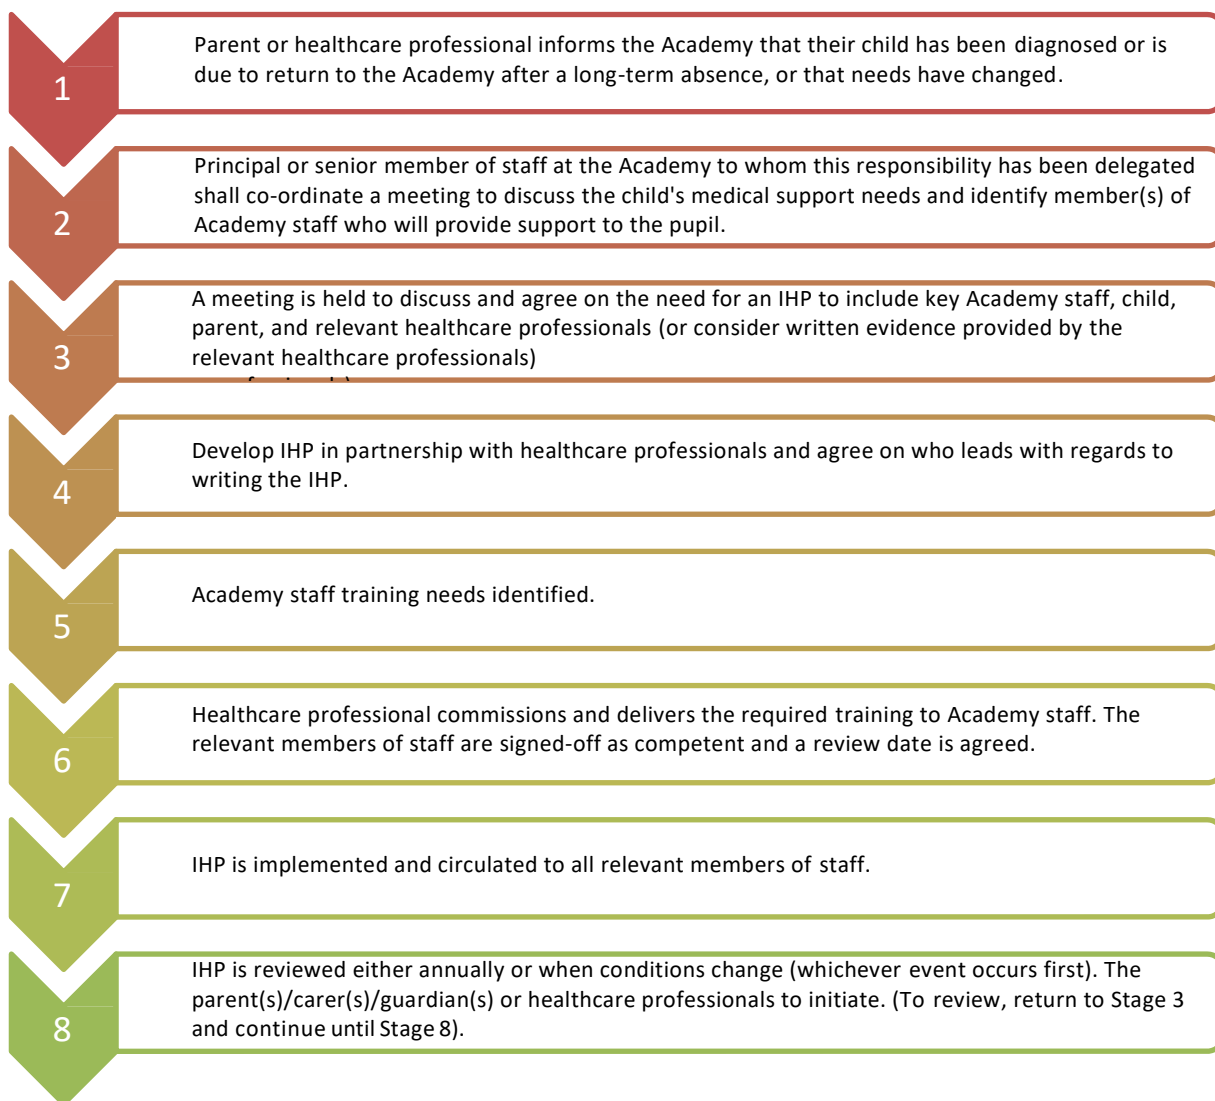 1
Parent or healthcare professional informs the Academy that their child has been diagnosed or is
due to return to the Academy after a long-term absence, or that needs have changed.
2
Principal or senior member of staff at the Academy to whom this responsibility has been delegated
shall co-ordinate a meeting to discuss the child's medical support needs and identify member(s) of
Academy staff who will provide support to the pupil.
3
A meeting is held to discuss and agree on the need for an IHP to include key Academy staff, child,
parent, and relevant healthcare professionals (or consider written evidence provided by the
relevant healthcare professionals)
4
Develop IHP in partnership with healthcare professionals and agree on who leads with regards to
writing the IHP.
5
Academy staff training needs identified.
6
Healthcare professional commissions and delivers the required training to Academy staff. The
relevant members of staff are signed-off as competent and a review date is agreed.
7
IHP is implemented and circulated to all relevant members of staff.
8
IHP is reviewed either annually or when conditions change (whichever event occurs first). The
parent(s)/carer(s)/guardian(s) or healthcare professionals to initiate. (To review, return to Stage 3
and continue until Stage 8).